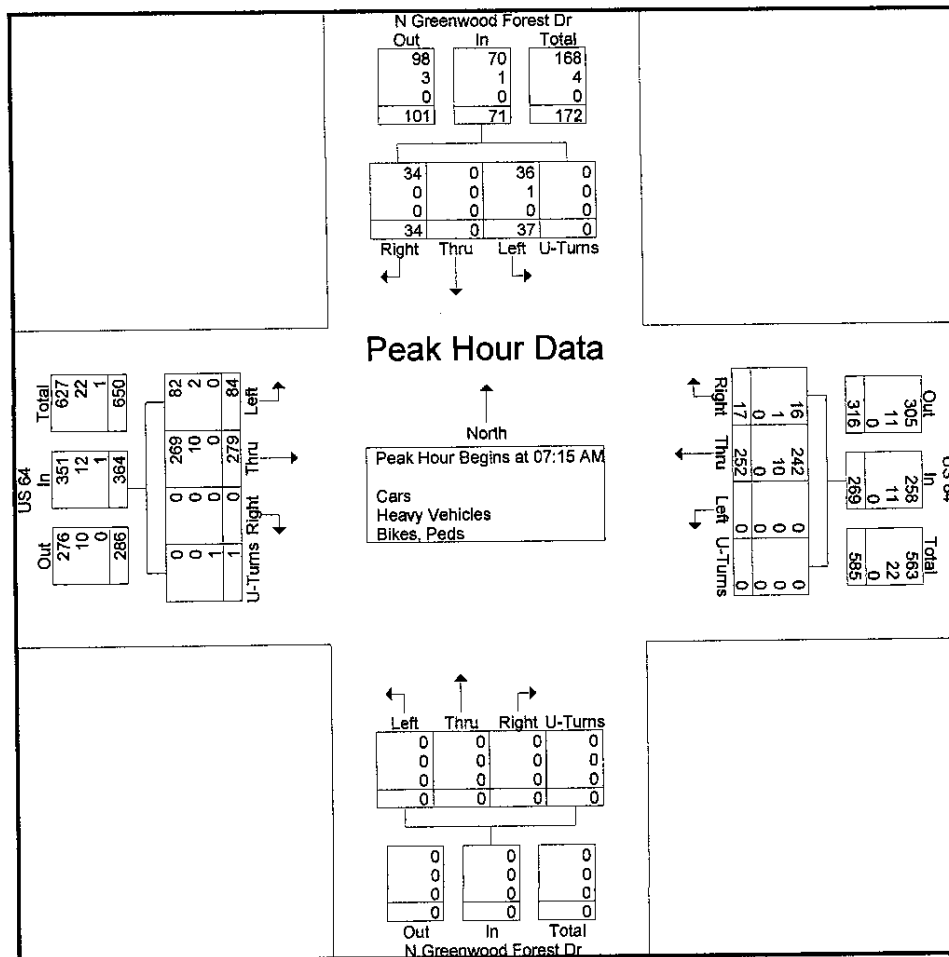 N Greenwood Forest Dr
Out In Total
98 70 168
3 1 4
0 0 0
101 71 172
34 0 36 0
0 0 1 0
0 0 0 0
34 0 37 0
Right Thru Left U-Turns
Peak Hour Data
North
Peak Hour Begins at 07:15 AM
Cars
Heavy Vehicles
Bikes, Peds
US 64
Total In Out
627 351 276
22 12 10
1 1 0
650 364 286
82 269 0 0
2 10 0 0
0 0 0 1
84 279 0 1
Left Thru Right U-Turns
Right Thru Left U-Turns
16 242 0 0
1 10 0 0
0 0 0 0
17 252 0 0
US 64
Out In Total
305 258 563
11 11 22
0 0 0
316 269 585
Left Thru Right U-Turns
0 0 0 0
0 0 0 0
0 0 0 0
0 0 0 0
0 0 0
0 0 0
0 0 0
0 0 0
Out In Total
N Greenwood Forest Dr